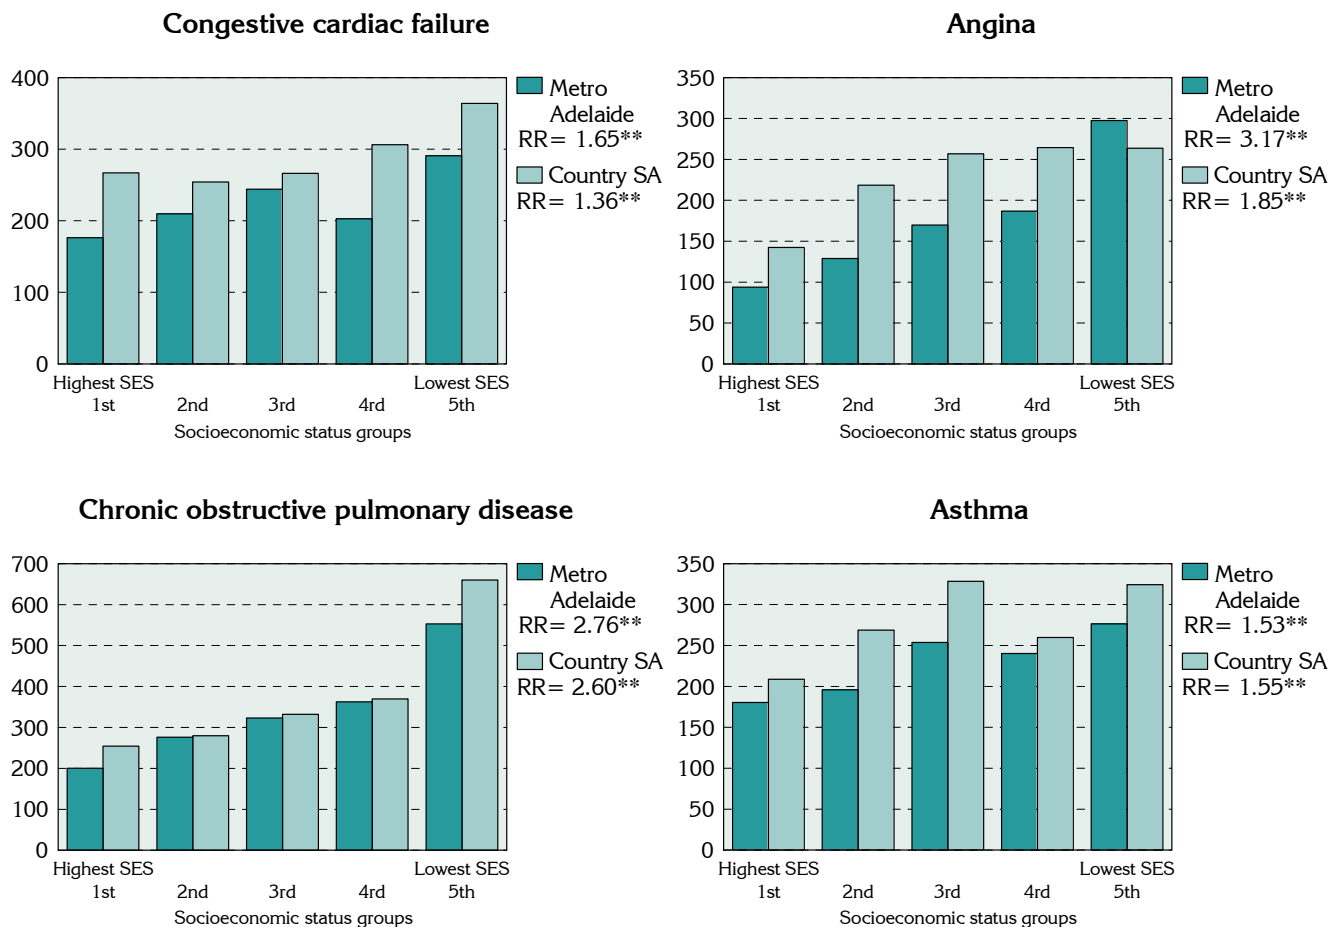 Congestive cardiac failure
400
300
200
100
0
Highest SES
Lowest SES
1st 2nd 3rd 4rd 5th
Socioeconomic status groups
Metro
Adelaide
RR= 1.65**
Country SA
RR= 1.36**
Angina
350
300
250
200
150
100
50
0
Highest SES
Lowest SES
1st 2nd 3rd 4rd 5th
Socioeconomic status groups
Metro
Adelaide
RR= 3.17**
Country SA
RR= 1.85**
Chronic obstructive pulmonary disease
700
600
500
400
300
200
100
0
Highest SES
Lowest SES
1st 2nd 3rd 4rd 5th
Socioeconomic status groups
Metro
Adelaide
RR= 2.76**
Country SA
RR= 2.60**
Asthma
350
300
250
200
150
100
50
0
Highest SES
Lowest SES
1st 2nd 3rd 4rd 5th
Socioeconomic status groups
Metro
Adelaide
RR= 1.53**
Country SA
RR= 1.55**